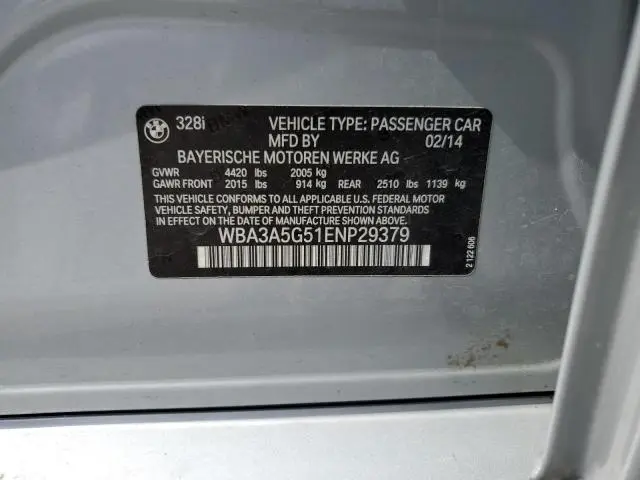 328i VEHICLE TYPE: PASSENGER CAR
MFD BY 02/14
BAYERISCHE MOTOREN WERKE AG
GVWR 4420 lbs 2005 kg
GAWR FRONT 2015 lbs 914 kg REAR 2510 lbs 1139 kg
THIS VEHICLE CONFORMS TO ALL APPLICABLE U.S. FEDERAL MOTOR
VEHICLE SAFETY, BUMPER, AND THEFT PREVENTION STANDARDS
IN EFFECT ON THE DATE OF MANUFACTURE SHOWN ABOVE.
WBA3A5G51ENP29379
2 122 606